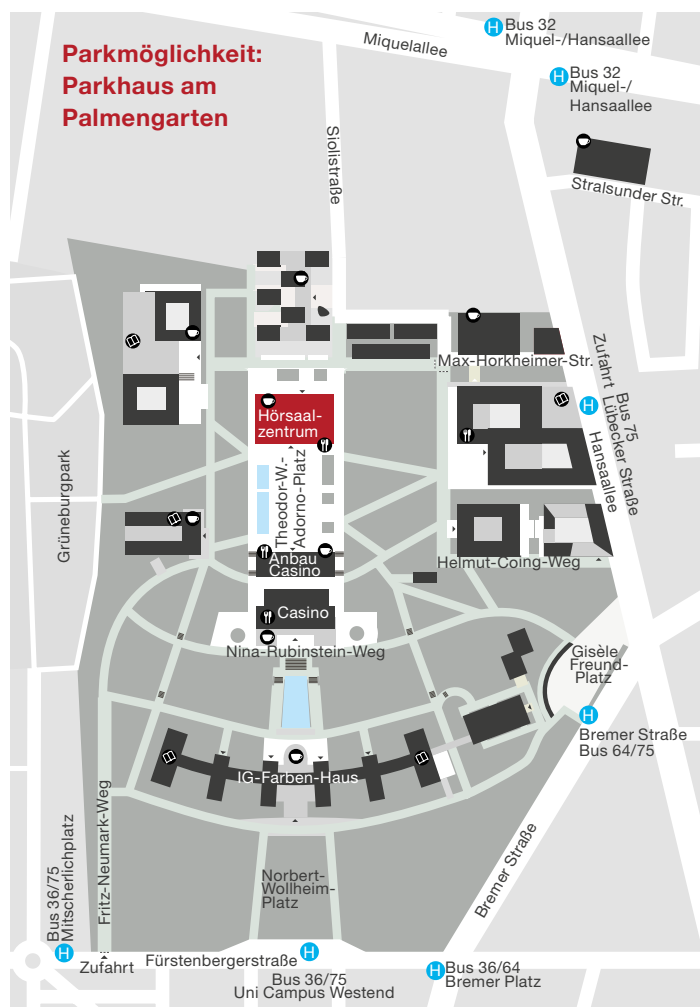 Parkmöglichkeit:
Parkhaus am
Palmengarten
H
Bus 32
Miquel-/Hansaallee
Miquelallee
H
Bus 32
Miquel-/
Hansaallee
Siolistraße
Stralsunder Str.
Max-Horkheimer-Str.
Zufahrt Lübecker Straße
H
Bus 75
Hansaallee
Hörsaal-
zentrum
Theodor-W.-
Adorno-Platz
Grüneburgpark
Anbau
Casino
Helmut-Coing-Weg
Casino
Nina-Rubinstein-Weg
Gisèle
Freund-
Platz
H
Bremer Straße
Bus 64/75
IG-Farben-Haus
Fritz-Neumark-Weg
Bremer Straße
Norbert-
Wollheim-
Platz
Bus 36/75
Mitscherlichplatz
H
Zufahrt
Fürstenbergerstraße
H
Bus 36/75
Uni Campus Westend
H
Bus 36/64
Bremer Platz